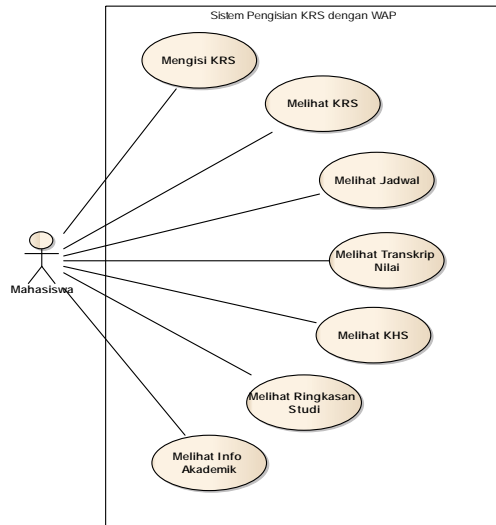 Sistem Pengisian KRS dengan WAP
Mengisi KRS
Melihat KRS
Melihat Jadwal
Melihat Transkrip
Nilai
Mahasiswa
Melihat KHS
Melihat Ringkasan
Studi
Melihat Info
Akademik